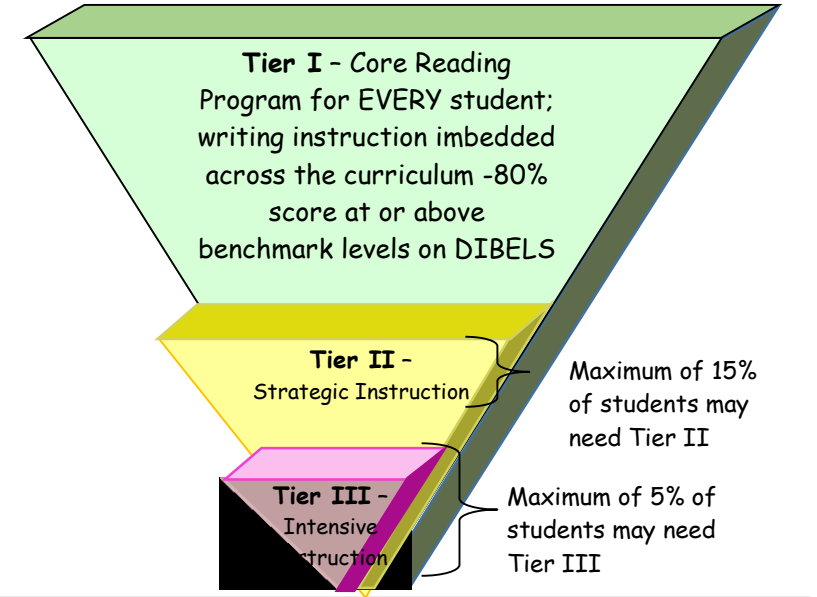 Tier I – Core Reading
Program for EVERY student;
writing instruction imbedded
across the curriculum -80%
score at or above
benchmark levels on DIBELS
Tier II –
Strategic Instruction
Maximum of 15%
of students may
need Tier II
Tier III –
Intensive
Maximum of 5% of
students may need
Tier III